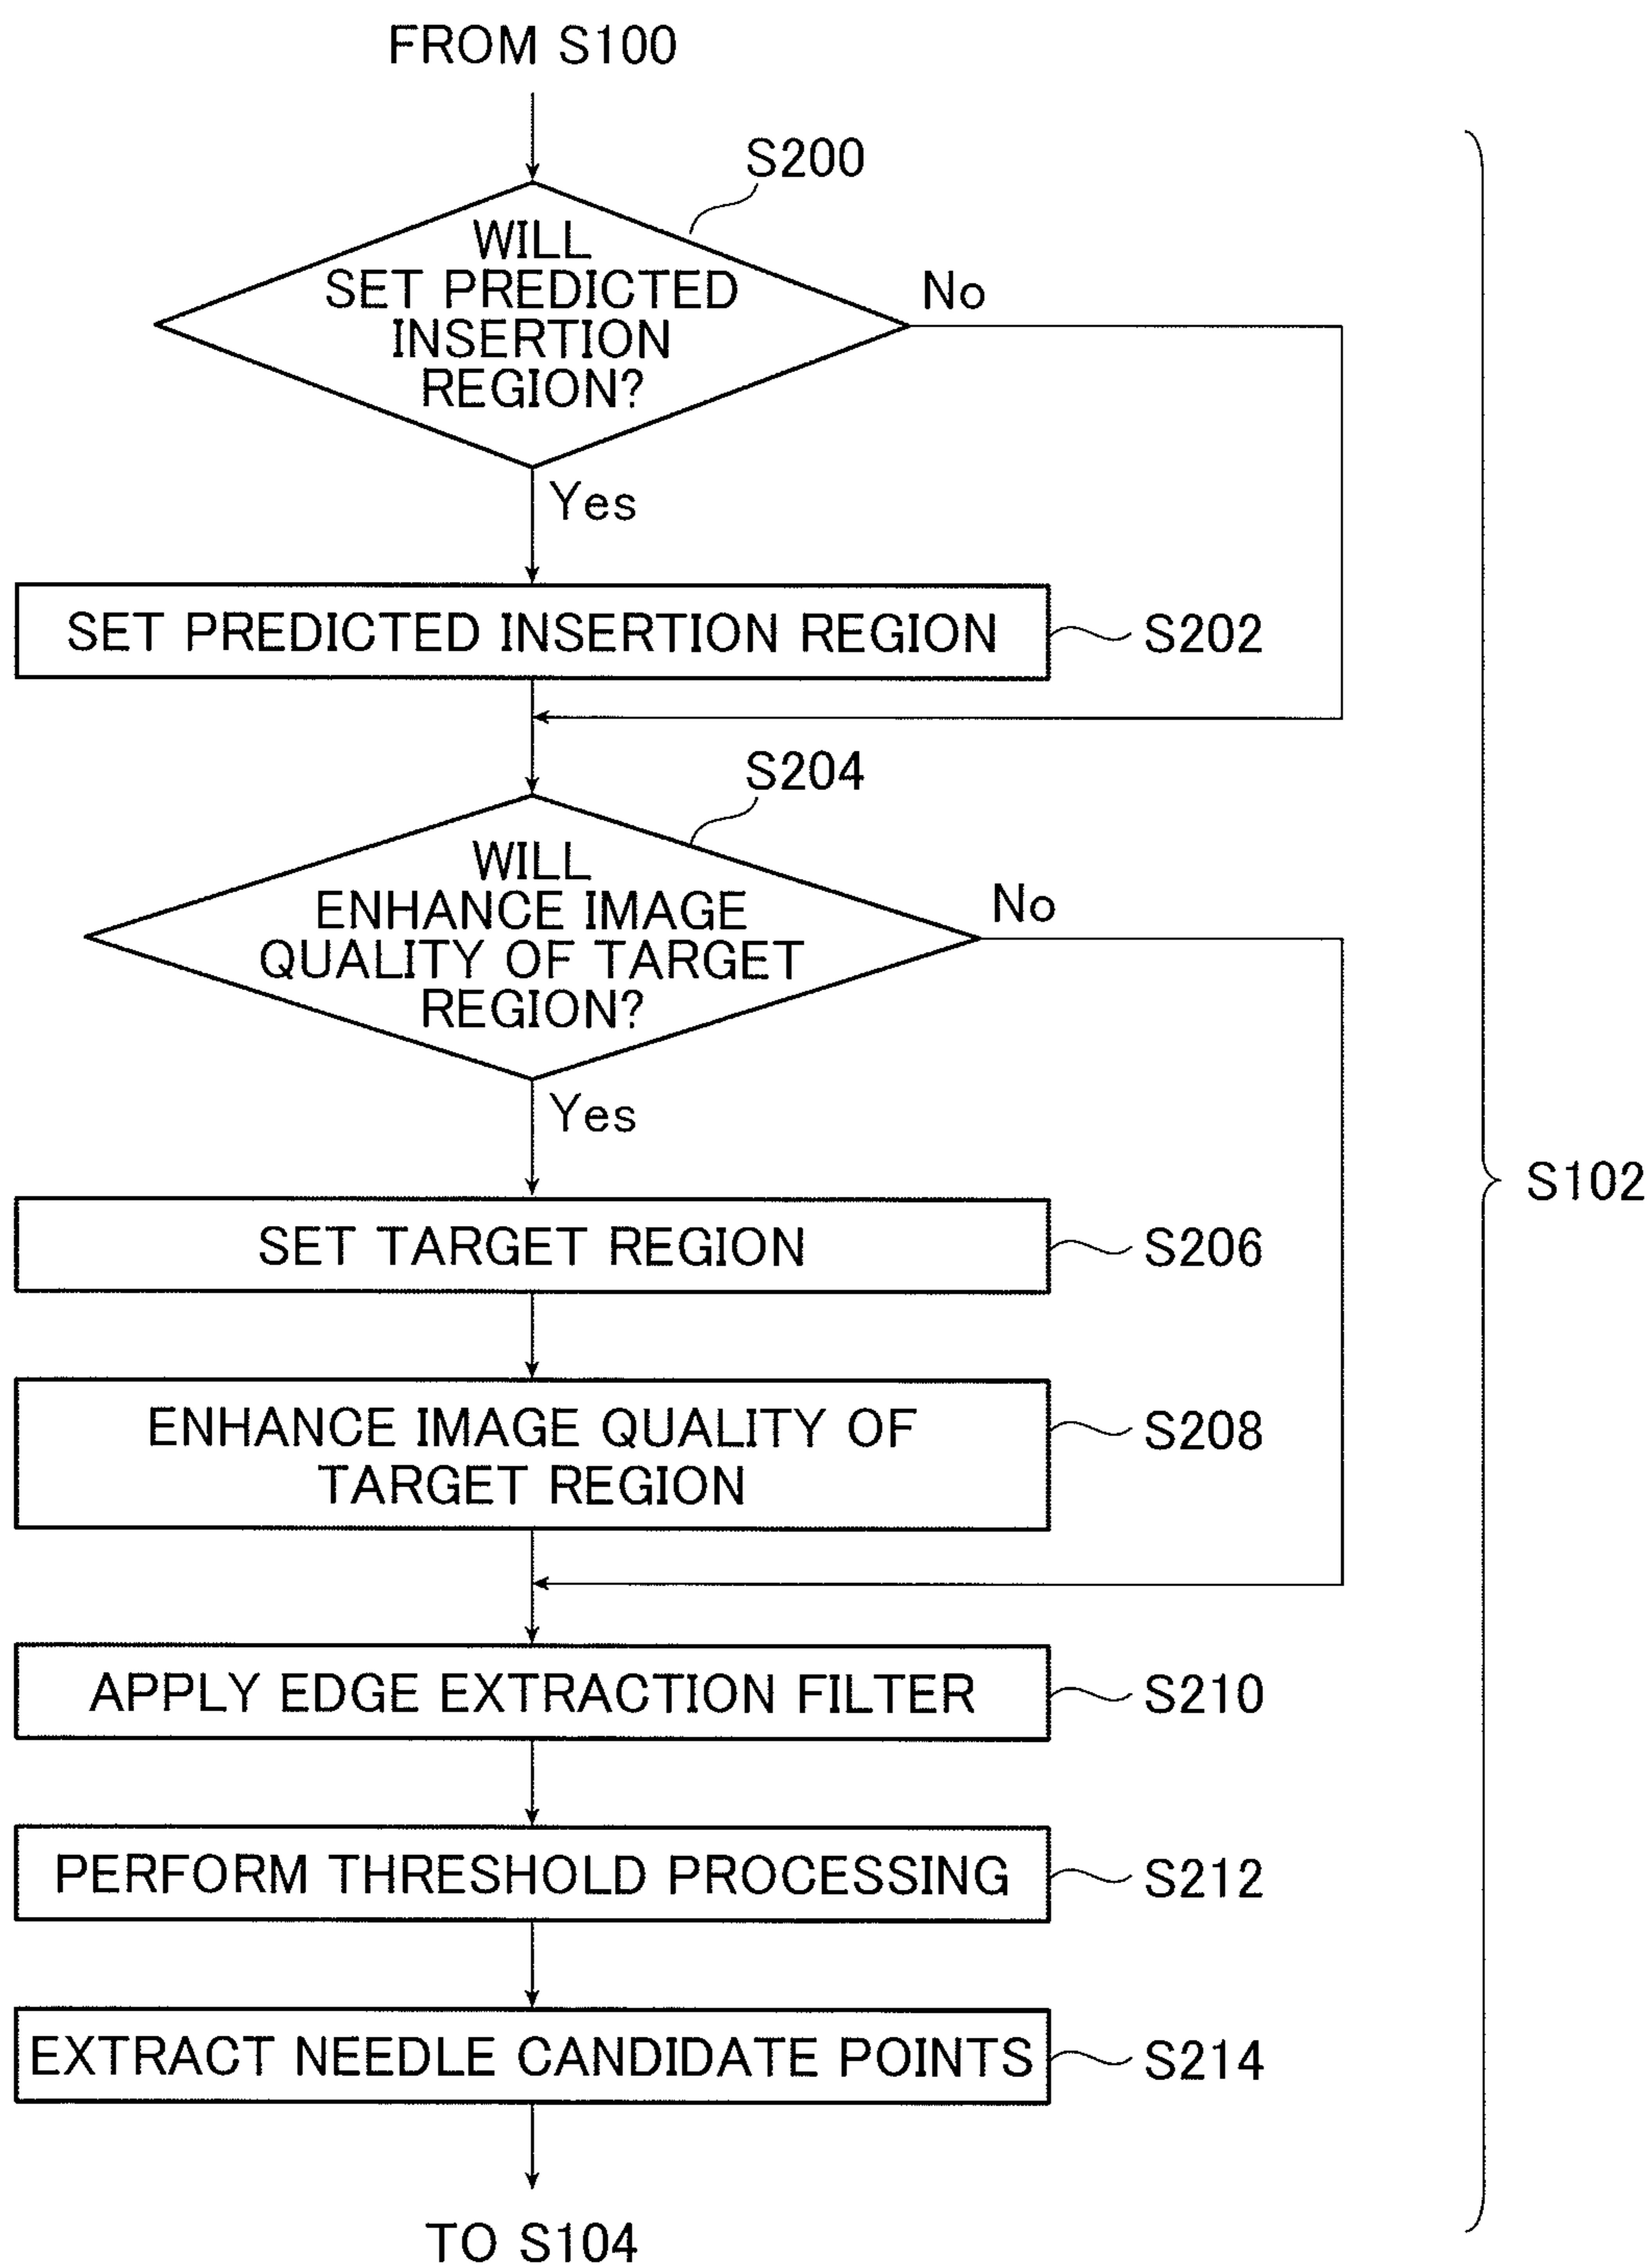 FROM S100
S200
WILL
SET PREDICTED
INSERTION
REGION?
No
Yes
SET PREDICTED INSERTION REGION
S202
S204
WILL
ENHANCE IMAGE
QUALITY OF TARGET
REGION?
No
Yes
S102
SET TARGET REGION
S206
ENHANCE IMAGE QUALITY OF
TARGET REGION
S208
APPLY EDGE EXTRACTION FILTER
S210
PERFORM THRESHOLD PROCESSING
S212
EXTRACT NEEDLE CANDIDATE POINTS
S214
TO S104